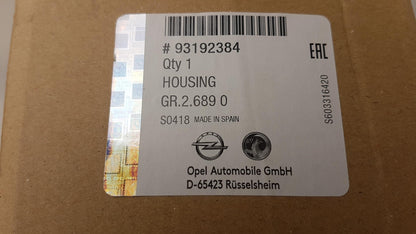 # 93192384
Qty 1
HOUSING
GR.2.689 0
S0418 MADE IN SPAIN
Opel Automobile GmbH
D-65423 Rüsselsheim
EAC
S603316420